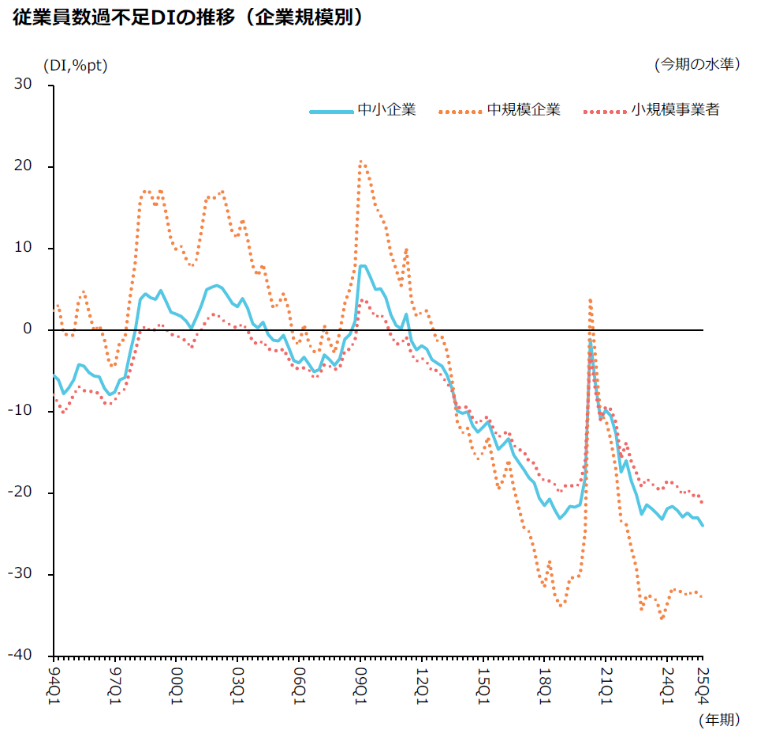 従業員数過不足DIの推移（企業規模別）
(DI,%pt)
(今期の水準)
中小企業
中規模企業
小規模事業者
30
20
10
0
-10
-20
-30
-40
94Q1
97Q1
00Q1
03Q1
06Q1
09Q1
12Q1
15Q1
18Q1
21Q1
24Q1
25Q4
(年期)